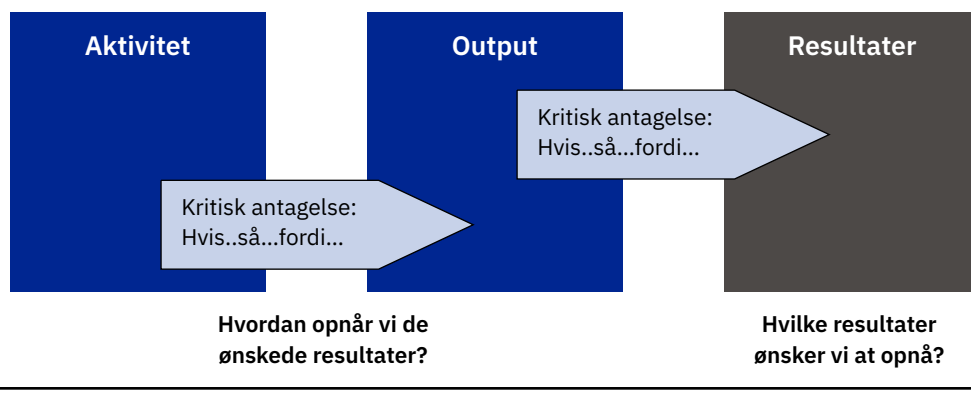 Aktivitet
Output
Resultater
Kritisk antagelse:
Hvis..så...fordi...
Kritisk antagelse:
Hvis..så...fordi...
Hvordan opnår vi de
ønskede resultater?
Hvilke resultater
ønsker vi at opnå?